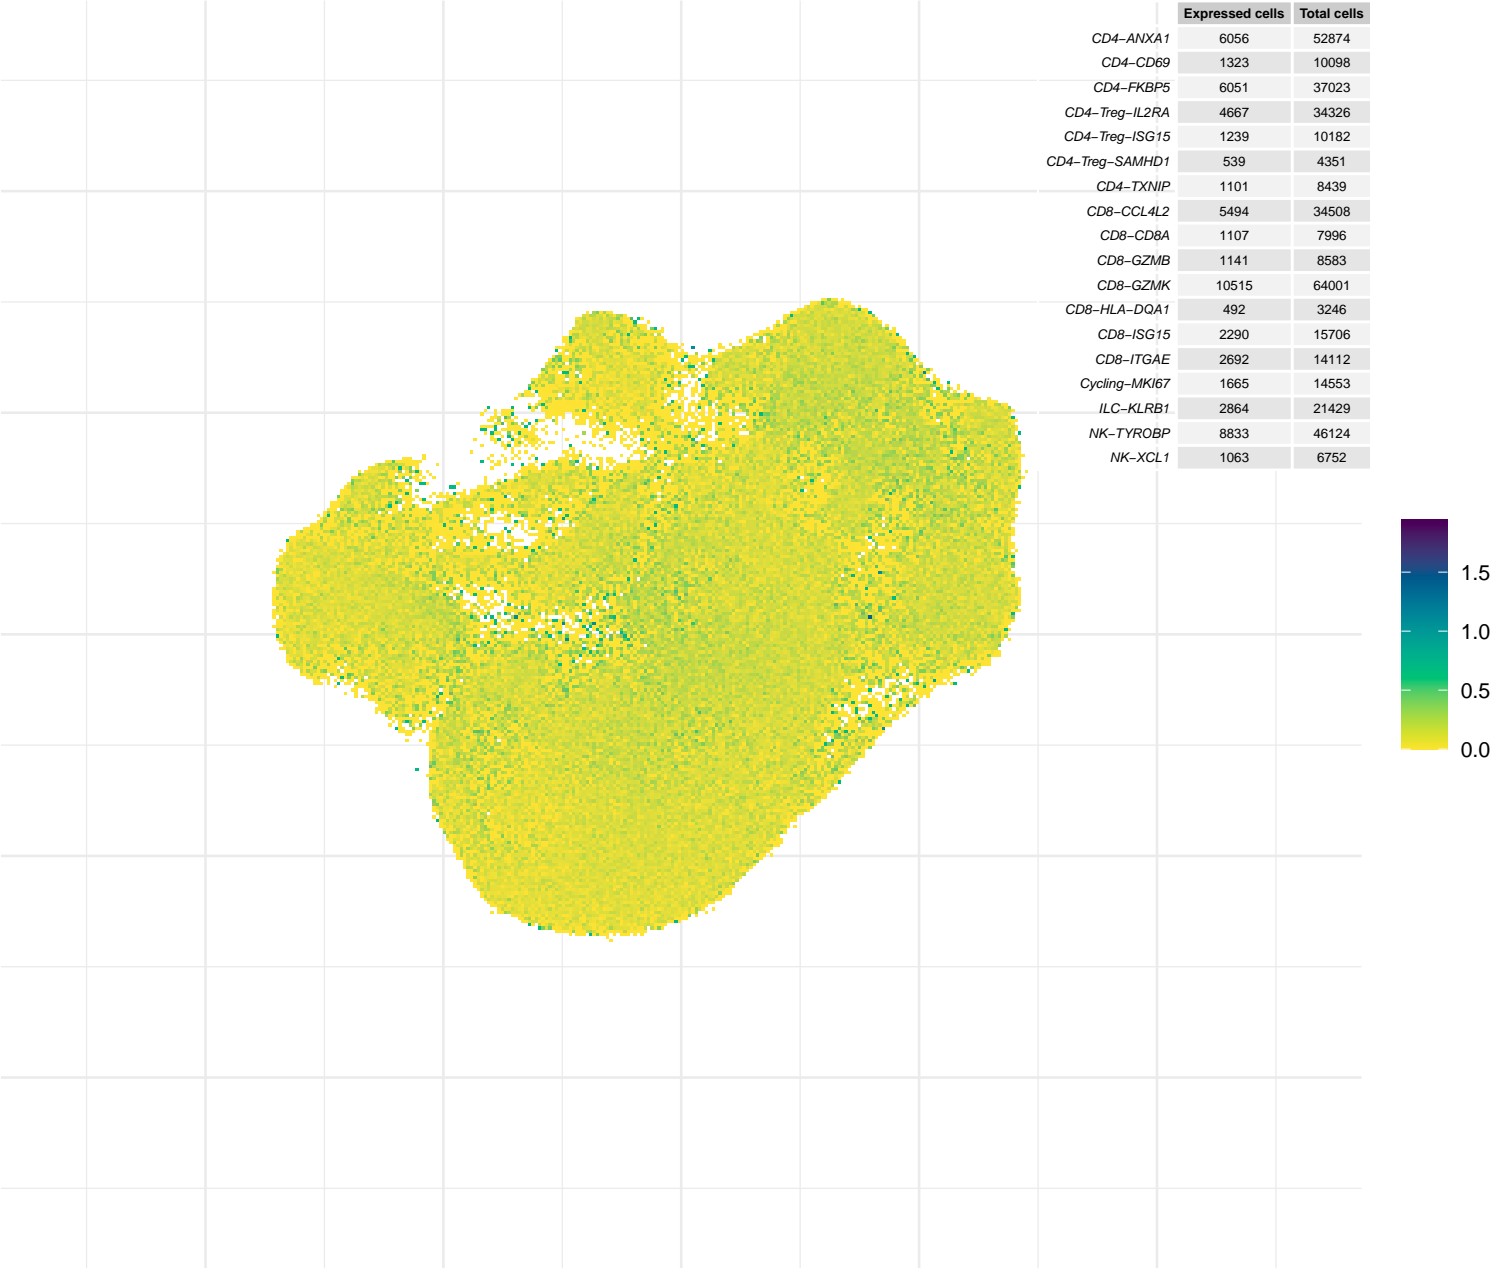 Expressed cells Total cells
CD4−ANXA1 6056 52874
CD4−CD69 1323 10098
CD4−FKBP5 6051 37023
CD4−Treg−IL2RA 4667 34326
CD4−Treg−ISG15 1239 10182
CD4−Treg−SAMHD1 539 4351
CD4−TXNIP 1101 8439
CD8−CCL4L2 5494 34508
CD8−CD8A 1107 7996
CD8−GZMB 1141 8583
CD8−GZMK 10515 64001
CD8−HLA−DQA1 492 3246
CD8−ISG15 2290 15706
CD8−ITGAE 2692 14112
Cycling−MKI67 1665 14553
ILC−KLRB1 2864 21429
NK−TYROBP 8833 46124
NK−XCL1 1063 6752
1.5
1.0
0.5
0.0